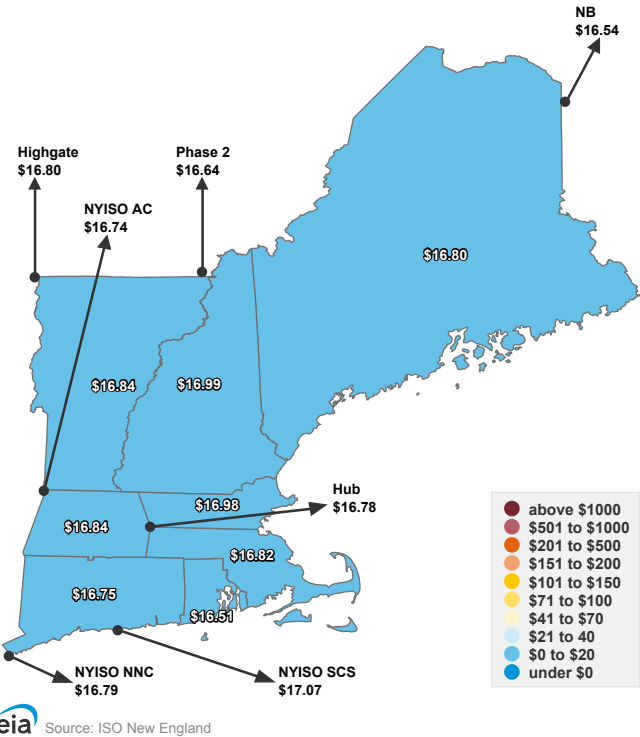 NB
$16.54
Highgate
$16.80
Phase 2
$16.64
NYISO AC
$16.74
$16.80
$16.84
$16.99
Hub
$16.78
$16.98
$16.84
$16.82
$16.75
$16.51
NYISO NNC
$16.79
NYISO SCS
$17.07
above $1000
$501 to $1000
$201 to $500
$151 to $200
$101 to $150
$71 to $100
$41 to $70
$21 to 40
$0 to $20
under $0
eia Source: ISO New England